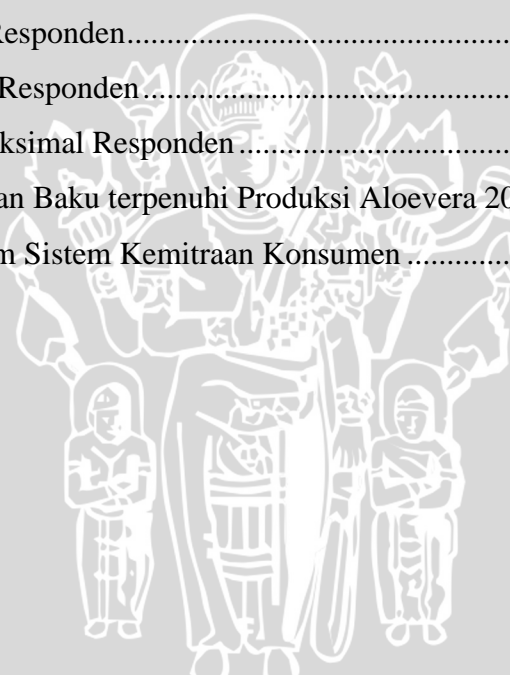 Responden..................................................
Responden................................................
ksimal Responden....................................
an Baku terpenuhi Produksi Aloevera 20
m Sistem Kemitraan Konsumen..............